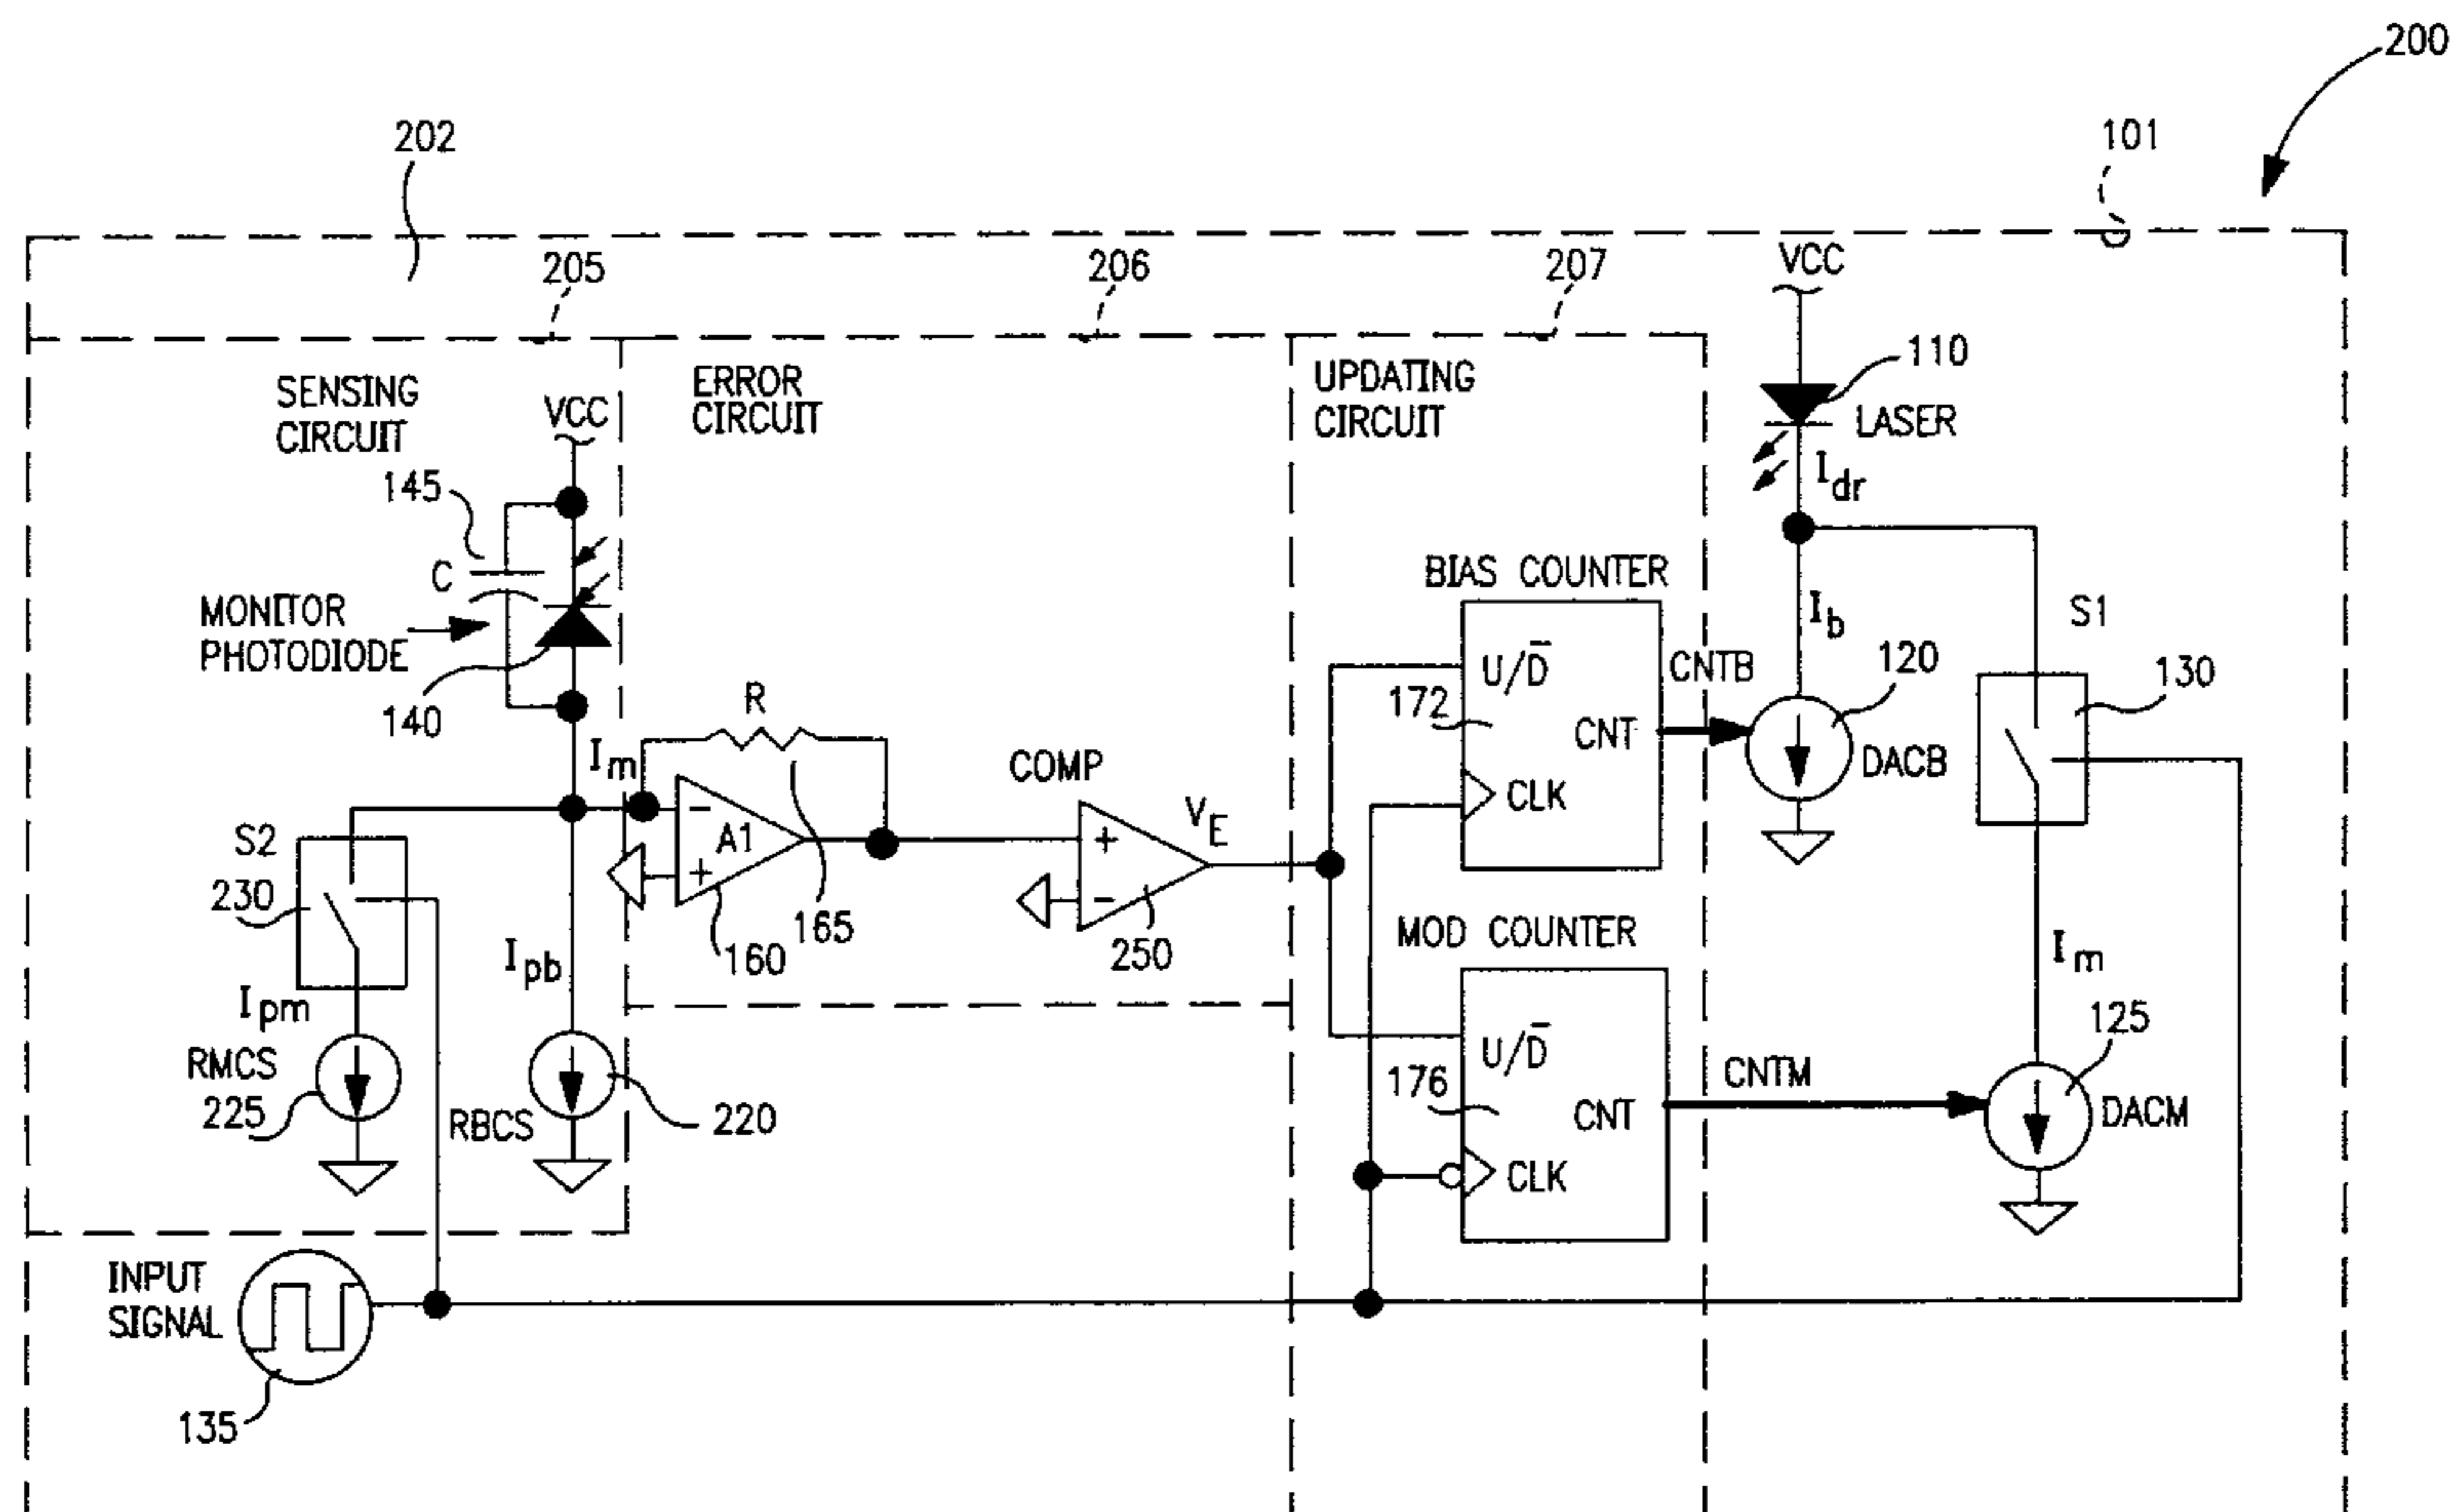 200
202
101
205
206
207
VCC
SENSING
CIRCUIT
ERROR
CIRCUIT
UPDATING
CIRCUIT
VCC
110
LASER
Idr
145
C
MONITOR
PHOTODIODE
140
BIAS COUNTER
Ib
S1
R
U/D̅
172
CNTB
120
130
Im
COMP
CNT
DACB
CLK
S2
A1
-
+
+
-
VE
230
165
160
250
MOD COUNTER
Ipb
Im
Ipm
RMCS
225
RBCS
220
U/D̅
176
CNT
CNTM
125
DACM
CLK
INPUT
SIGNAL
135